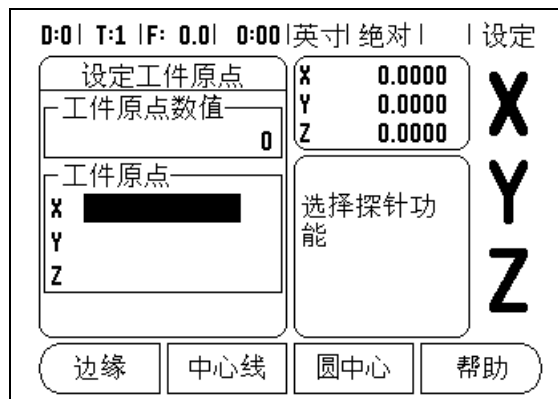 D:0| T:1 |F: 0.0| 0:00|英寸| 绝对| |设定
设定工件原点
工件原点数值
0
工件原点
X
Y
Z
X 0.0000
Y 0.0000
Z 0.0000
选择探针功
能
X
Y
Z
边缘 中心线 圆中心 帮助